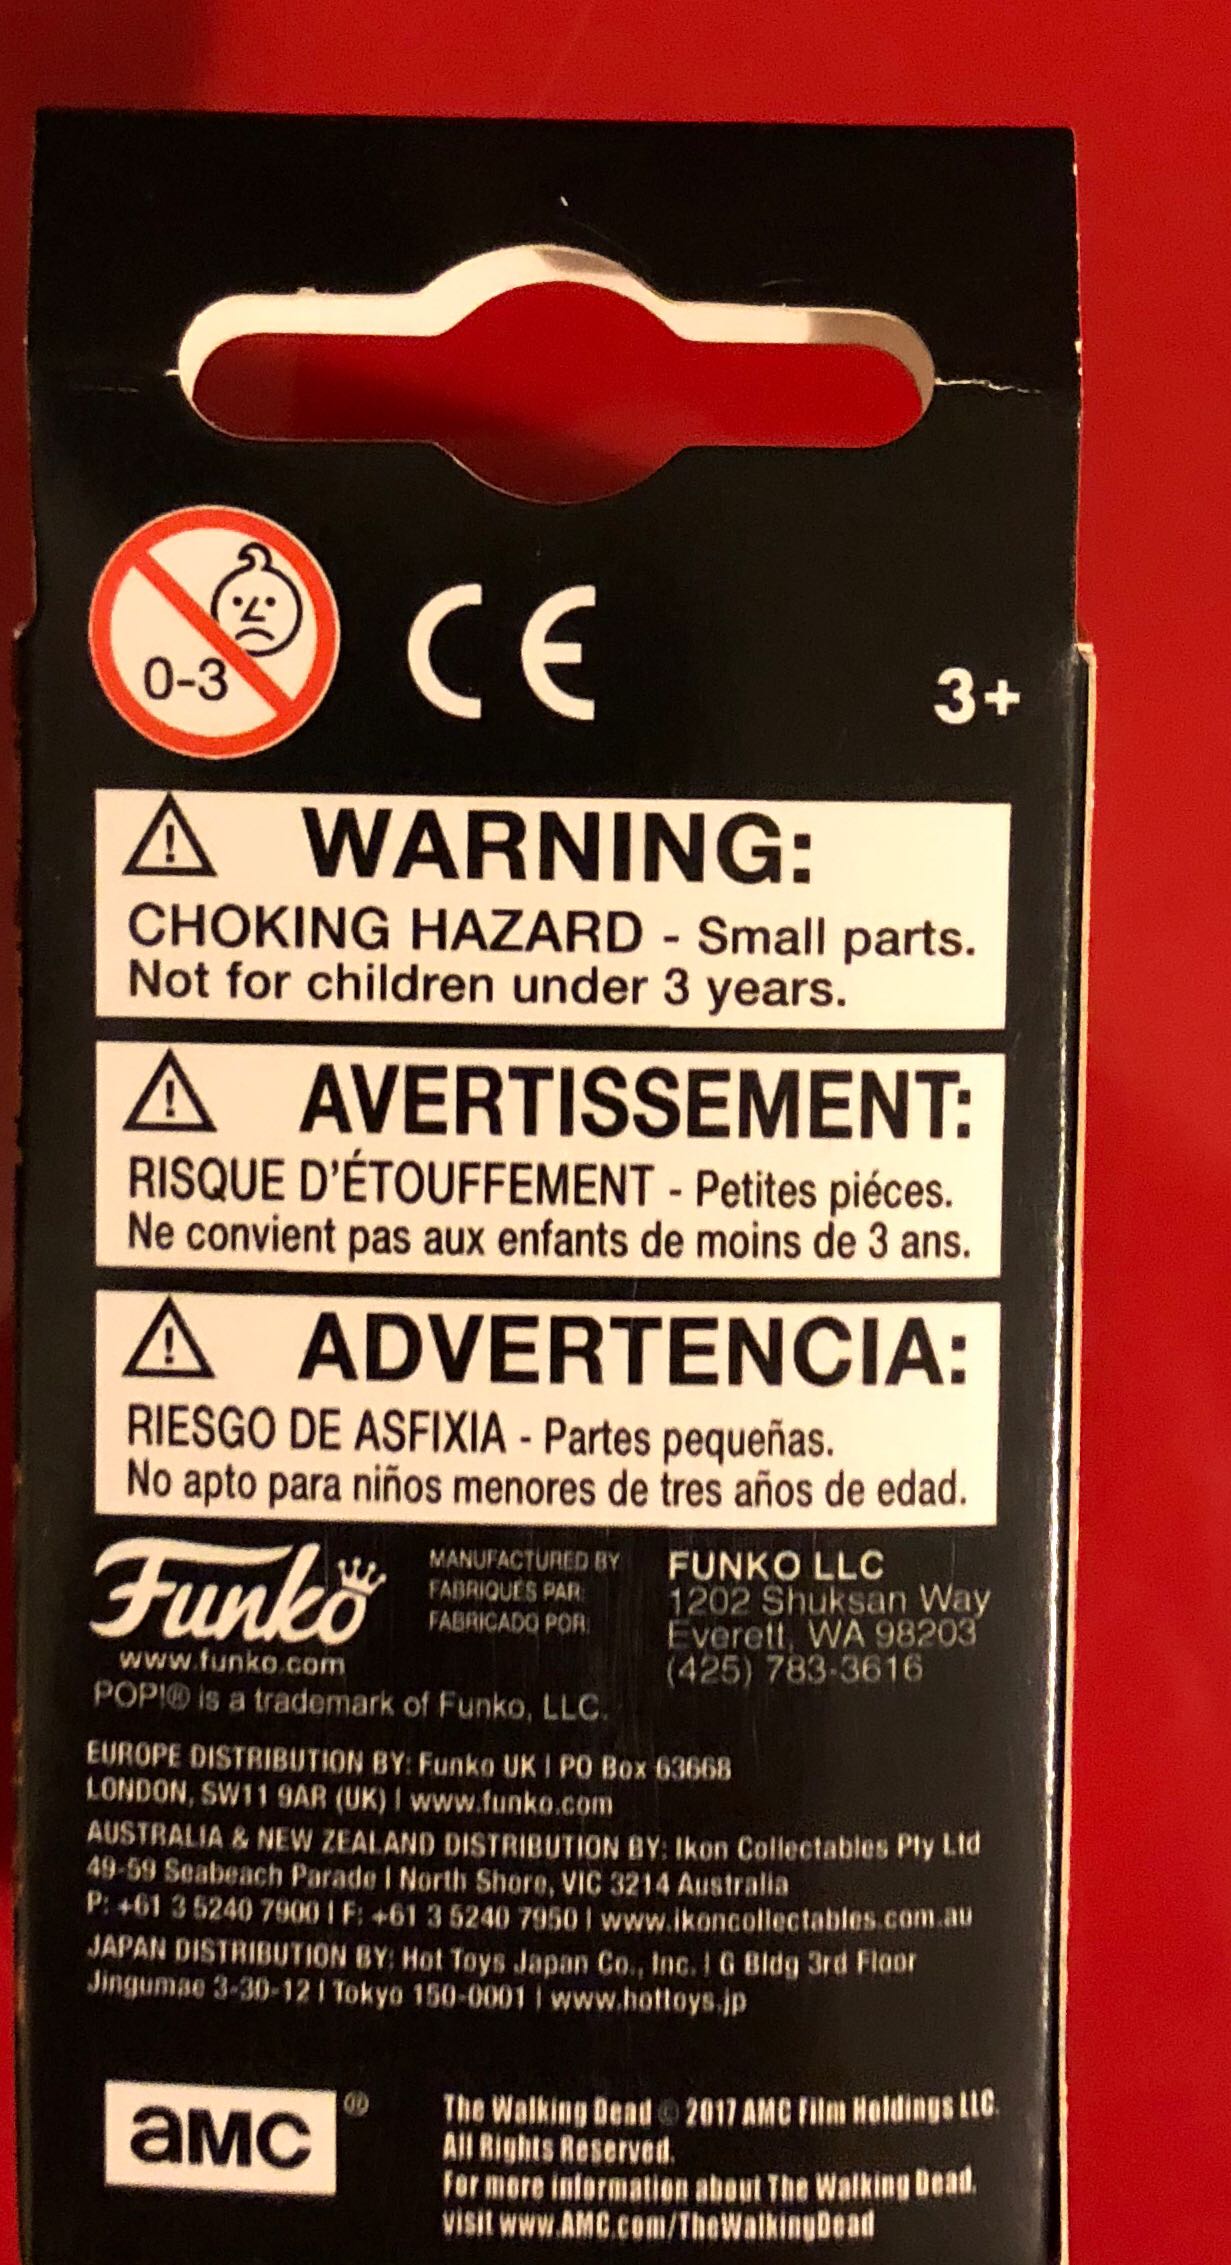 0-3
CE
3+
WARNING:
CHOKING HAZARD - Small parts.
Not for children under 3 years.
AVERTISSEMENT:
RISQUE D'ÉTOUFFEMENT - Petites piéces.
Ne convient pas aux enfants de moins de 3 ans.
ADVERTENCIA:
RIESGO DE ASFIXIA - Partes pequeñas.
No apto para niños menores de tres años de edad.
Funko
www.funko.com
MANUFACTURED BY
FABRIQUÉS PAR:
FABRICADO POR:
FUNKO LLC
1202 Shuksan Way
Everett, WA 98203
(425) 783-3616
POP!® is a trademark of Funko, LLC.
EUROPE DISTRIBUTION BY: Funko UK | PO Box 63668
LONDON, SW11 9AR (UK) | www.funko.com
AUSTRALIA & NEW ZEALAND DISTRIBUTION BY: Ikon Collectables Pty Ltd
49-59 Seabeach Parade | North Shore, VIC 3214 Australia
P: +61 3 5240 7900 | F: +61 3 5240 7950 | www.ikoncollectables.com.au
JAPAN DISTRIBUTION BY: Hot Toys Japan Co., Inc. | G Bldg 3rd Floor
Jingumae 3-30-12 | Tokyo 150-0001 | www.hottoys.jp
aMC®
The Walking Dead © 2017 AMC Film Holdings LLC.
All Rights Reserved.
For more information about The Walking Dead,
visit www.AMC.com/TheWalkingDead